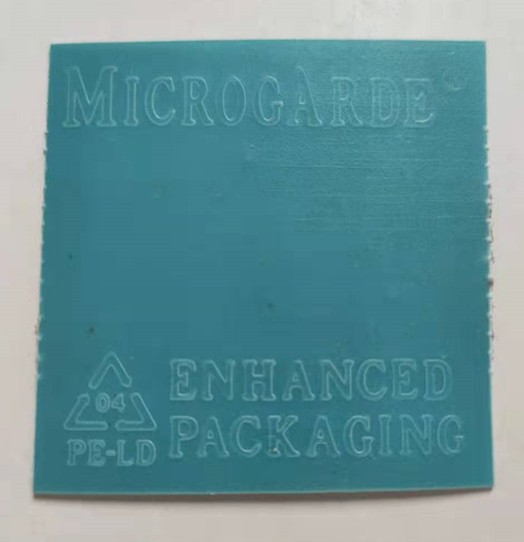 MICROGARDE®
04
PE-LD
ENHANCED
PACKAGING